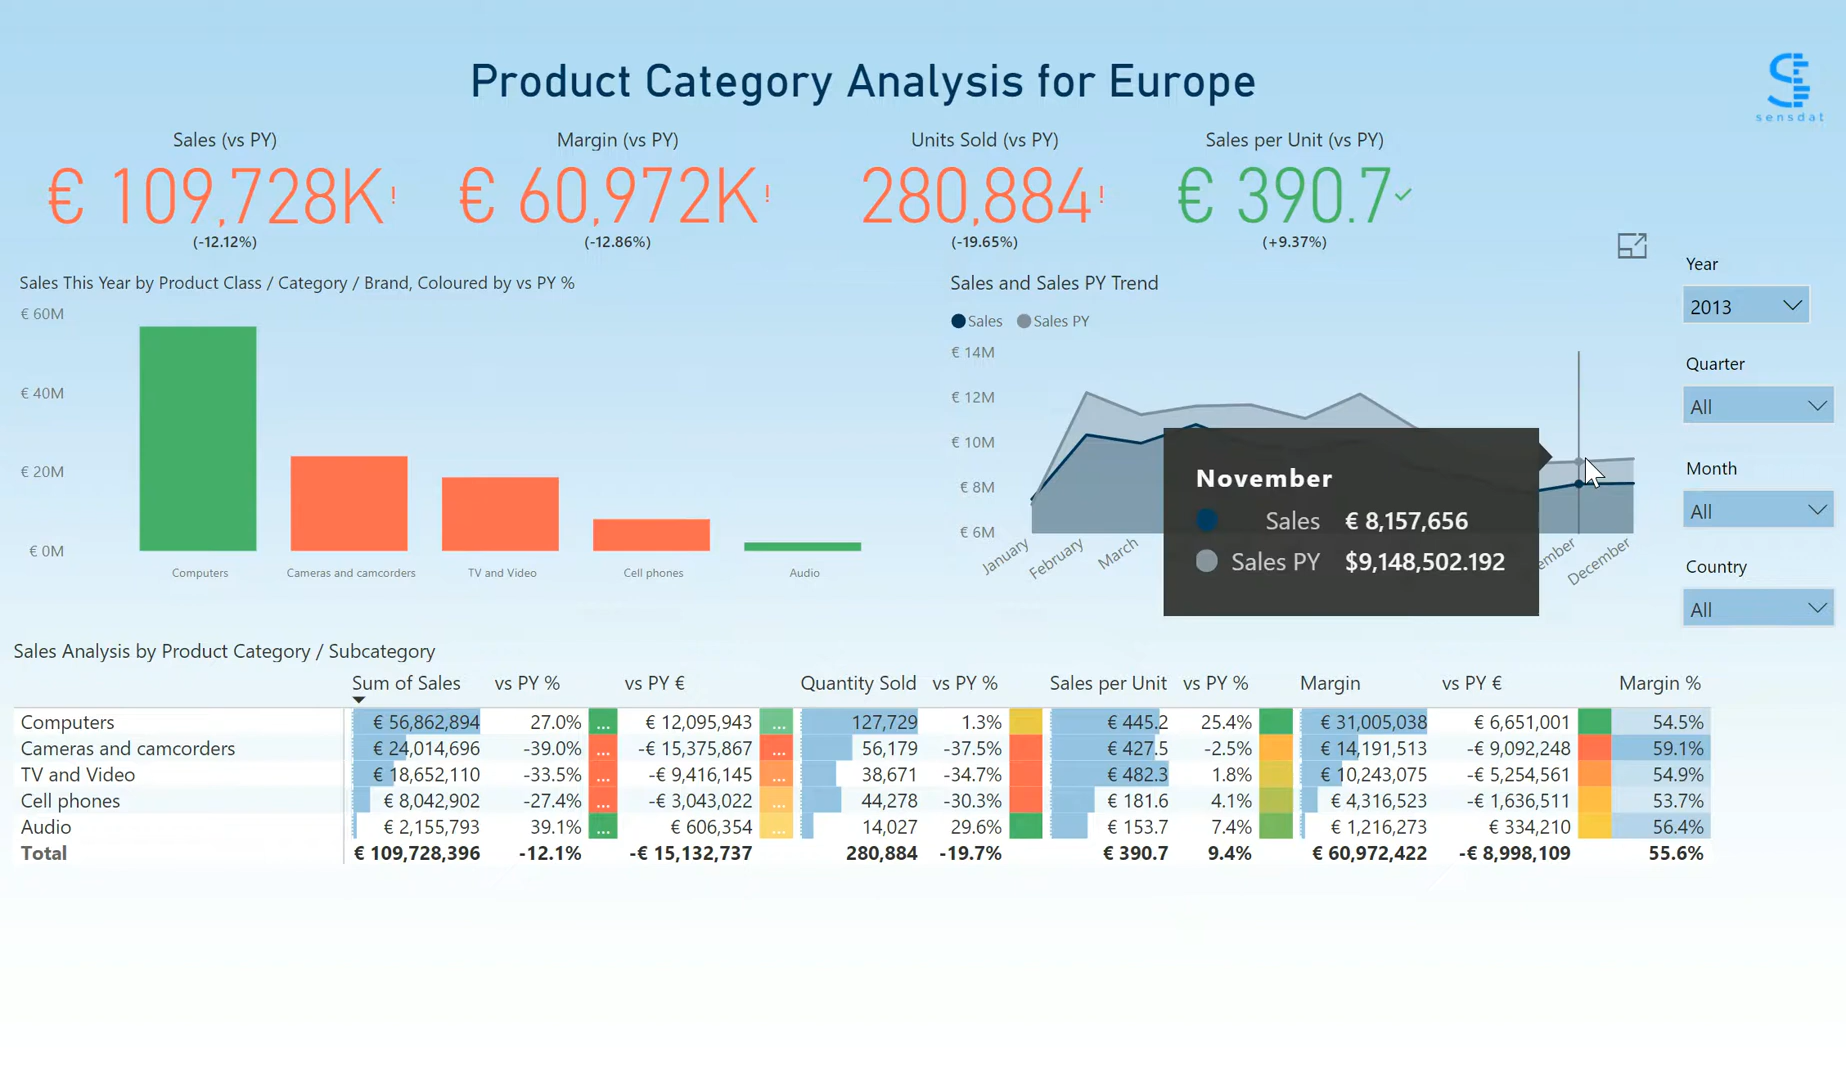 Product Category Analysis for Europe
sensdat
Sales (vs PY)
€ 109,728K!
(-12.12%)
Margin (vs PY)
€ 60,972K!
(-12.86%)
Units Sold (vs PY)
280,884!
(-19.65%)
Sales per Unit (vs PY)
€ 390.7
(+9.37%)
Sales This Year by Product Class / Category / Brand, Coloured by vs PY %
€ 60M
€ 40M
€ 20M
€ 0M
Computers
Cameras and camcorders
TV and Video
Cell phones
Audio
Sales and Sales PY Trend
Sales Sales PY
€ 14M
€ 12M
€ 10M
€ 8M
€ 6M
January
February
March
ember
December
November
Sales € 8,157,656
Sales PY $9,148,502.192
Year
2013
Quarter
All
Month
All
Country
All
Sales Analysis by Product Category / Subcategory
Sum of Sales vs PY % vs PY € Quantity Sold vs PY % Sales per Unit vs PY % Margin vs PY € Margin %
Computers € 56,862,894 27.0% ... € 12,095,943 ... 127,729 1.3% € 445.2 25.4% € 31,005,038 € 6,651,001 54.5%
Cameras and camcorders € 24,014,696 -39.0% ... -€ 15,375,867 ... 56,179 -37.5% € 427.5 -2.5% € 14,191,513 -€ 9,092,248 59.1%
TV and Video € 18,652,110 -33.5% ... -€ 9,416,145 ... 38,671 -34.7% € 482.3 1.8% € 10,243,075 -€ 5,254,561 54.9%
Cell phones € 8,042,902 -27.4% ... -€ 3,043,022 ... 44,278 -30.3% € 181.6 4.1% € 4,316,523 -€ 1,636,511 53.7%
Audio € 2,155,793 39.1% ... € 606,354 ... 14,027 29.6% € 153.7 7.4% € 1,216,273 € 334,210 56.4%
Total € 109,728,396 -12.1% -€ 15,132,737 280,884 -19.7% € 390.7 9.4% € 60,972,422 -€ 8,998,109 55.6%